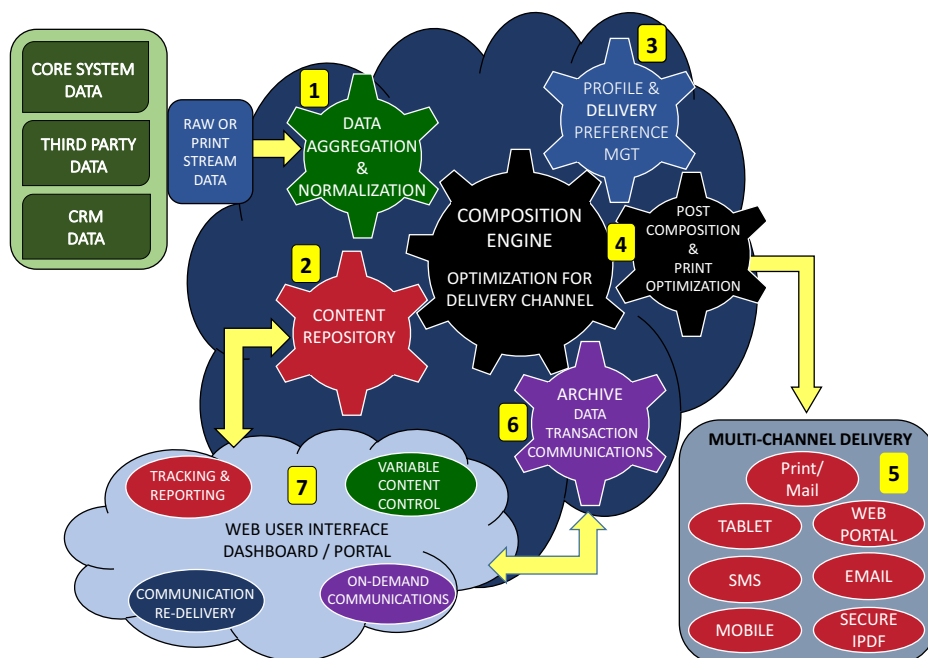 CORE SYSTEM
DATA
THIRD PARTY
DATA
CRM
DATA
RAW OR
PRINT
STREAM
DATA
1
DATA
AGGREGATION
&
NORMALIZATION
2
CONTENT
REPOSITORY
3
PROFILE &
DELIVERY
PREFERENCE
MGT
COMPOSITION
ENGINE
OPTIMIZATION FOR
DELIVERY CHANNEL
4
POST
COMPOSITION
&
PRINT
OPTIMIZATION
6
ARCHIVE
DATA
TRANSACTION
COMMUNICATIONS
MULTI-CHANNEL DELIVERY
5
Print/
Mail
TABLET
WEB
PORTAL
SMS
EMAIL
MOBILE
SECURE
IPDF
7
TRACKING &
REPORTING
VARIABLE
CONTENT
CONTROL
WEB USER INTERFACE
DASHBOARD / PORTAL
COMMUNICATION
RE-DELIVERY
ON-DEMAND
COMMUNICATIONS